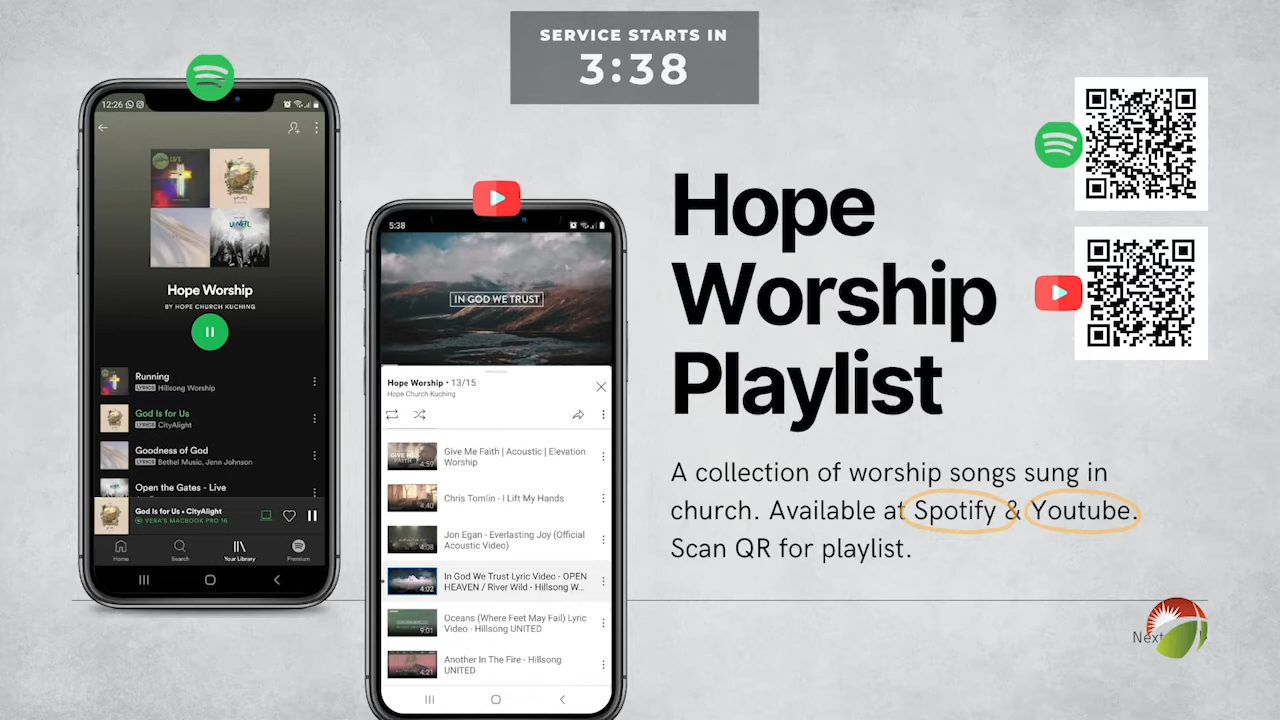 SERVICE STARTS IN
3:38
12:26
Hope Worship
BY HOPE CHURCH KUCHING
Running
LYRICS Hillsong Worship
God Is for Us
LYRICS CityAlight
Goodness of God
LYRICS Bethel Music, Jenn Johnson
Open the Gates - Live
God Is for Us • CityAlight
VERA'S MACBOOK PRO 16
Home
Search
Your Library
Premium
5:38
IN GOD WE TRUST
Hope Worship • 13/15
Hope Church Kuching
GIVE ME
FAITH
4:59
Give Me Faith | Acoustic | Elevation
Worship
4:40
Chris Tomlin - I Lift My Hands
4:08
Jon Egan - Everlasting Joy (Official
Acoustic Video)
4:02
In God We Trust Lyric Video - OPEN
HEAVEN / River Wild - Hillsong W...
9:01
Oceans (Where Feet May Fail) Lyric
Video - Hillsong UNITED
4:21
Another In The Fire - Hillsong
UNITED
Hope
Worship
Playlist
A collection of worship songs sung in
church. Available at Spotify & Youtube.
Scan QR for playlist.
Next